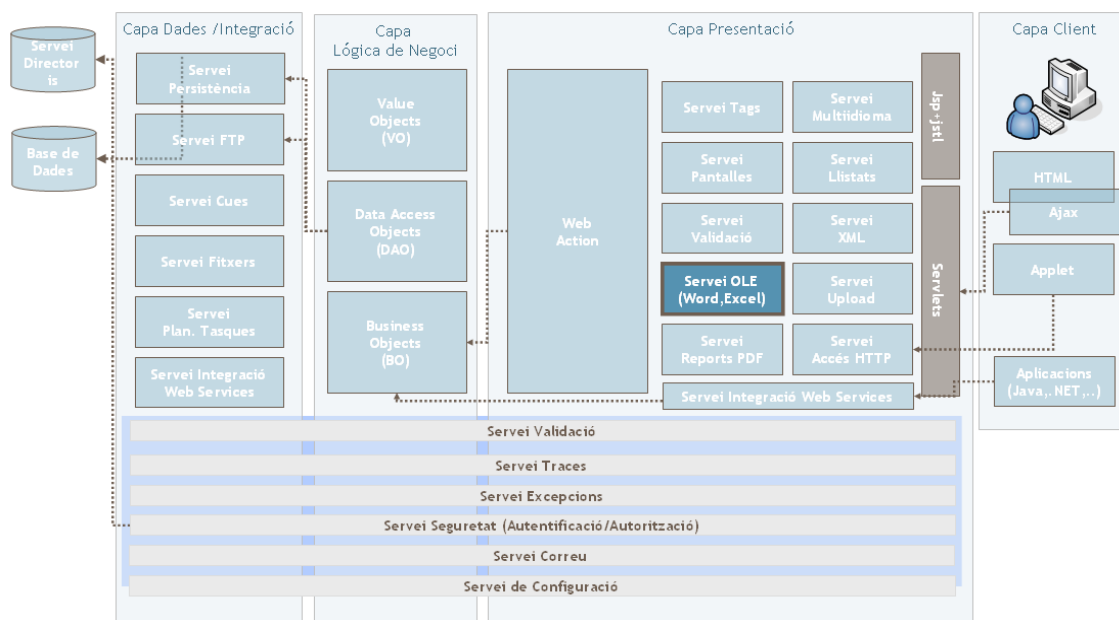 Servei
Director
is
Base de
Dades
Capa Dades /Integració
Servei
Persistència
Servei FTP
Servei Cues
Servei Fitxers
Servei
Plan. Tasques
Servei Integració
Web Services
Capa
Lógica de Negoci
Value
Objects
(VO)
Data Access
Objects
(DAO)
Business
Objects
(BO)
Capa Presentació
Web
Action
Servei Tags
Servei
Multiidioma
Servei
Pantalles
Servei
Llistats
Servei
Validació
Servei
XML
Servei OLE
(Word,Excel)
Servei
Upload
Servei
Reports PDF
Servei
Accés HTTP
Servei Integració Web Services
Jsp+jstl
Servlets
Capa Client
HTML
Ajax
Applet
Aplicacions
(Java,.NET,..)
Servei Validació
Servei Traces
Servei Excepcions
Servei Seguretat (Autentificació/Autorització)
Servei Correu
Servei de Configuració